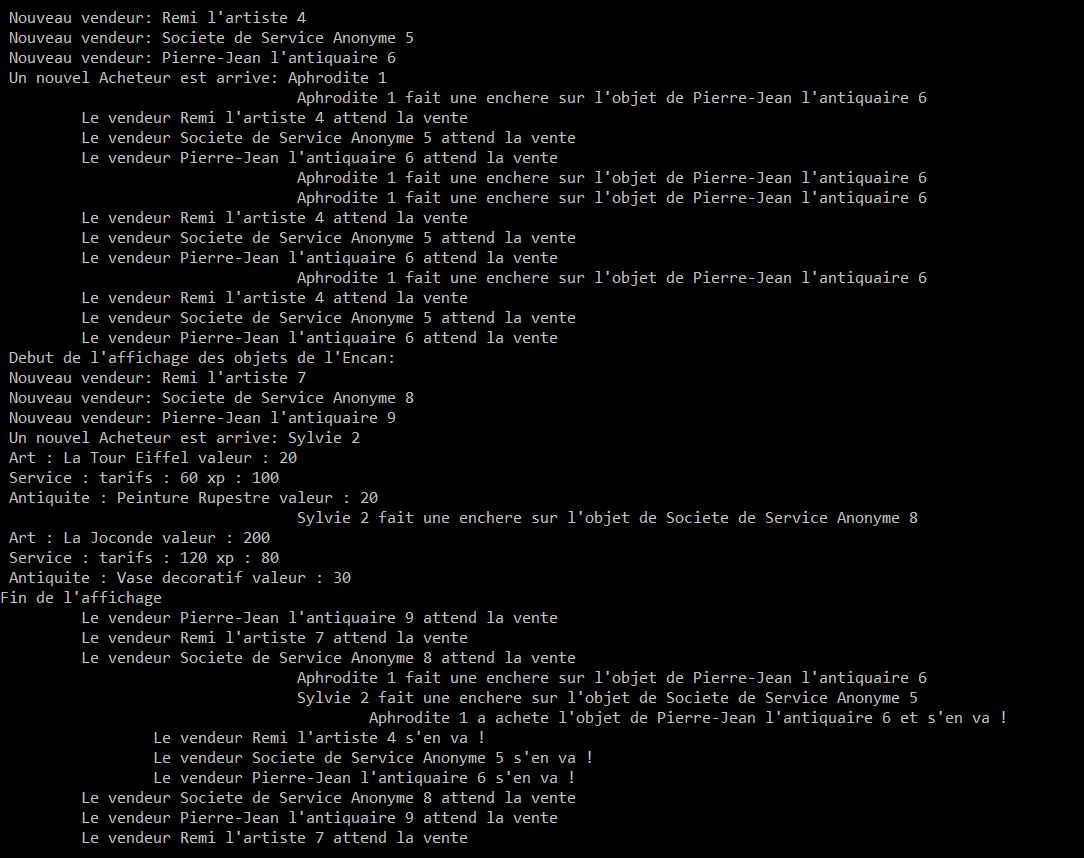 Nouveau vendeur: Remi l'artiste 4
Nouveau vendeur: Societe de Service Anonyme 5
Nouveau vendeur: Pierre-Jean l'antiquaire 6
Un nouvel Acheteur est arrive: Aphrodite 1
Aphrodite 1 fait une enchere sur l'objet de Pierre-Jean l'antiquaire 6
Le vendeur Remi l'artiste 4 attend la vente
Le vendeur Societe de Service Anonyme 5 attend la vente
Le vendeur Pierre-Jean l'antiquaire 6 attend la vente
Aphrodite 1 fait une enchere sur l'objet de Pierre-Jean l'antiquaire 6
Aphrodite 1 fait une enchere sur l'objet de Pierre-Jean l'antiquaire 6
Le vendeur Remi l'artiste 4 attend la vente
Le vendeur Societe de Service Anonyme 5 attend la vente
Le vendeur Pierre-Jean l'antiquaire 6 attend la vente
Aphrodite 1 fait une enchere sur l'objet de Pierre-Jean l'antiquaire 6
Le vendeur Remi l'artiste 4 attend la vente
Le vendeur Societe de Service Anonyme 5 attend la vente
Le vendeur Pierre-Jean l'antiquaire 6 attend la vente
Debut de l'affichage des objets de l'Encan:
Nouveau vendeur: Remi l'artiste 7
Nouveau vendeur: Societe de Service Anonyme 8
Nouveau vendeur: Pierre-Jean l'antiquaire 9
Un nouvel Acheteur est arrive: Sylvie 2
Art : La Tour Eiffel valeur : 20
Service : tarifs : 60 xp : 100
Antiquite : Peinture Rupestre valeur : 20
Sylvie 2 fait une enchere sur l'objet de Societe de Service Anonyme 8
Art : La Joconde valeur : 200
Service : tarifs : 120 xp : 80
Antiquite : Vase decoratif valeur : 30
Fin de l'affichage
Le vendeur Pierre-Jean l'antiquaire 9 attend la vente
Le vendeur Remi l'artiste 7 attend la vente
Le vendeur Societe de Service Anonyme 8 attend la vente
Aphrodite 1 fait une enchere sur l'objet de Pierre-Jean l'antiquaire 6
Sylvie 2 fait une enchere sur l'objet de Societe de Service Anonyme 5
Aphrodite 1 a achete l'objet de Pierre-Jean l'antiquaire 6 et s'en va !
Le vendeur Remi l'artiste 4 s'en va !
Le vendeur Societe de Service Anonyme 5 s'en va !
Le vendeur Pierre-Jean l'antiquaire 6 s'en va !
Le vendeur Societe de Service Anonyme 8 attend la vente
Le vendeur Pierre-Jean l'antiquaire 9 attend la vente
Le vendeur Remi l'artiste 7 attend la vente